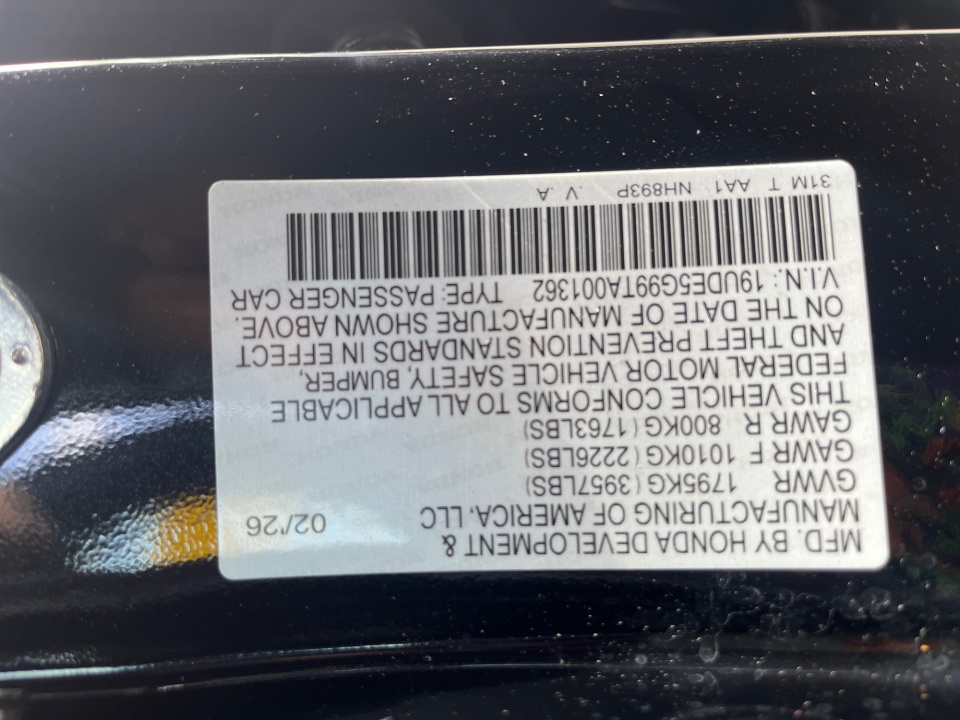 MFD. BY HONDA DEVELOPMENT &
MANUFACTURING OF AMERICA, LLC 02/26
GVWR 1795KG (3957LBS)
GAWR F 1010KG (2226LBS)
GAWR R 800KG (1763LBS)
THIS VEHICLE CONFORMS TO ALL APPLICABLE
FEDERAL MOTOR VEHICLE SAFETY, BUMPER,
AND THEFT PREVENTION STANDARDS IN EFFECT
ON THE DATE OF MANUFACTURE SHOWN ABOVE.
V.I.N.: 19UDE5G99TA001362 TYPE: PASSENGER CAR
31M T AA1 NH893P .V .A